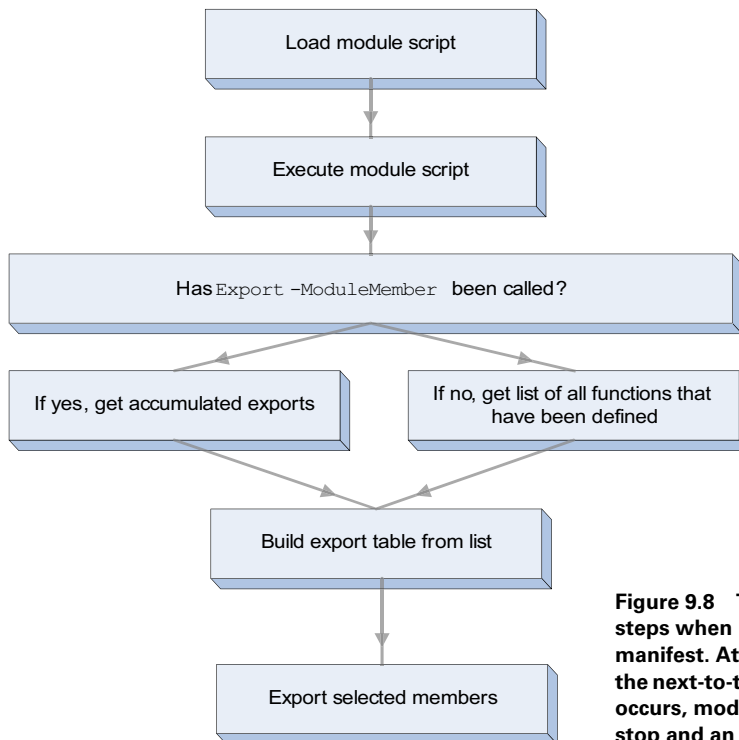 Load module script
Execute module script
Has Export -ModuleMember been called?
If yes, get accumulated exports
If no, get list of all functions that
have been defined
Build export table from list
Export selected members
Figure 9.8
steps when
manifest. At
the next-to-t
occurs, mod
stop and an